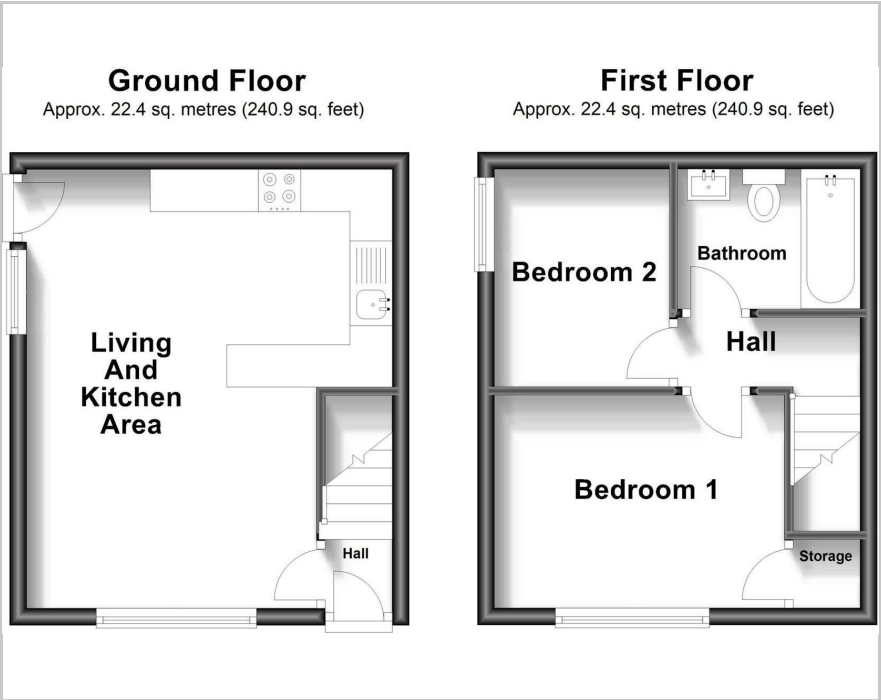 Ground Floor
Approx. 22.4 sq. metres (240.9 sq. feet)
Living
And
Kitchen
Area
Hall
First Floor
Approx. 22.4 sq. metres (240.9 sq. feet)
Bedroom 2
Bathroom
Hall
Bedroom 1
Storage